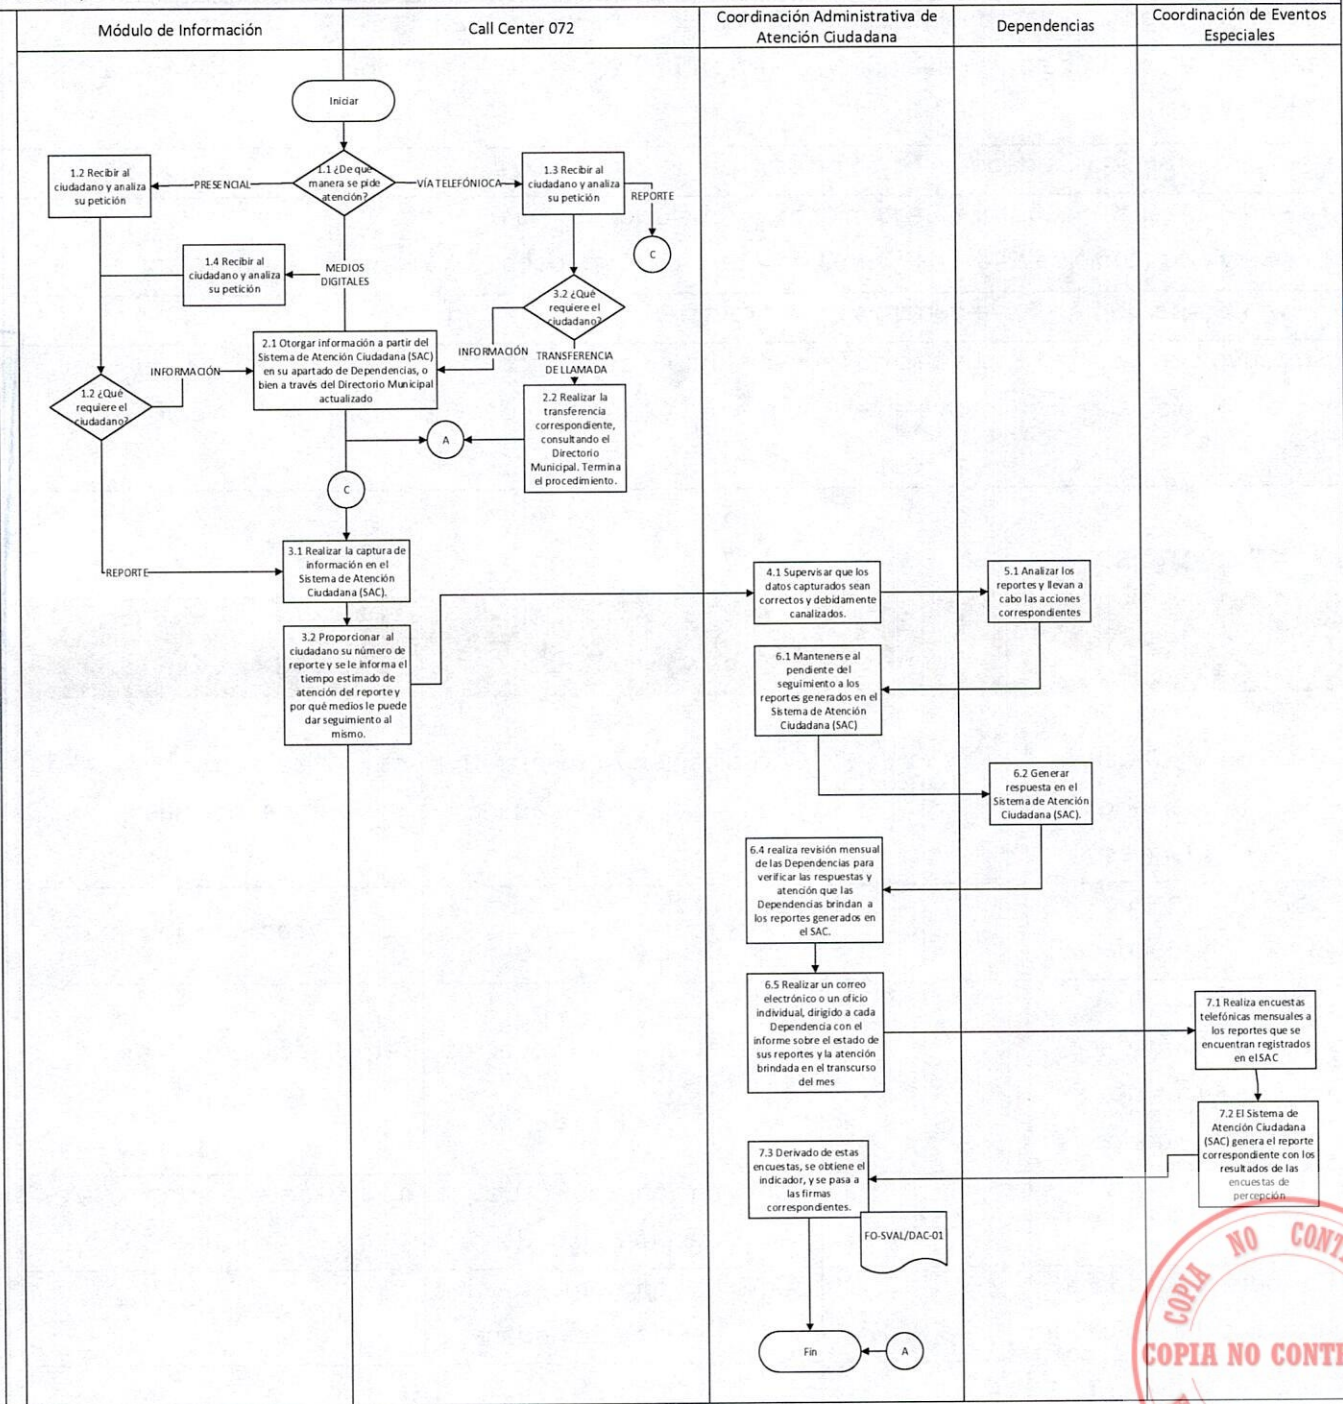 Módulo de Información
Call Center 072
Coordinación Administrativa de
Atención Ciudadana
Dependencias
Coordinación de Eventos
Especiales
Iniciar
1.1 ¿De que
manera se pide
atención?
PRESENCIAL
VÍA TELEFÓNIOCA
1.2 Recibir al
ciudadano y analiza
su petición
1.3 Recibir al
ciudadano y analiza
su petición
REPORTE
C
MEDIOS
DIGITALES
1.4 Recibir al
ciudadano y analiza
su petición
3.2 ¿Qué
requiere el
ciudadano?
INFORMACIÓN
TRANSFERENCIA
DE LLAMADA
2.1 Otorgar información a partir del
Sistema de Atención Ciudadana (SAC)
en su apartado de Dependencias, o
bien a través del Directorio Municipal
actualizado
INFORMACIÓN
1.2 ¿Qué
requiere el
ciudadano?
2.2 Realizar la
transferencia
correspondiente,
consultando el
Directorio
Municipal. Termina
el procedimiento.
A
C
REPORTE
3.1 Realizar la captura de
información en el
Sistema de Atención
Ciudadana (SAC).
3.2 Proporcionar al
ciudadano su número de
reporte y se le informa el
tiempo estimado de
atención del reporte y
por qué medios le puede
dar seguimiento al
mismo.
4.1 Supervisar que los
datos capturados sean
correctos y debidamente
canalizados.
5.1 Analizar los
reportes y llevan a
cabo las acciones
correspondientes
6.1 Mantenerse al
pendiente del
seguimiento a los
reportes generados en el
Sistema de Atención
Ciudadana (SAC)
6.2 Generar
respuesta en el
Sistema de Atención
Ciudadana (SAC).
6.4 realiza revisión mensual
de las Dependencias para
verificar las respuestas y
atención que las
Dependencias brindan a
los reportes generados en
el SAC.
6.5 Realizar un correo
electrónico o un oficio
individual, dirigido a cada
Dependencia con el
informe sobre el estado de
sus reportes y la atención
brindada en el transcurso
del mes
7.1 Realiza encuestas
telefónicas mensuales a
los reportes que se
encuentran registrados
en el SAC
7.2 El Sistema de
Atención Ciudadana
(SAC) genera el reporte
correspondiente con los
resultados de las
encuestas de
percepción
7.3 Derivado de estas
encuestas, se obtiene el
indicador, y se pasa a
las firmas
correspondientes.
FO-SVAL/DAC-01
Fin
A
COPIA NO CONT
COPIA NO CONT